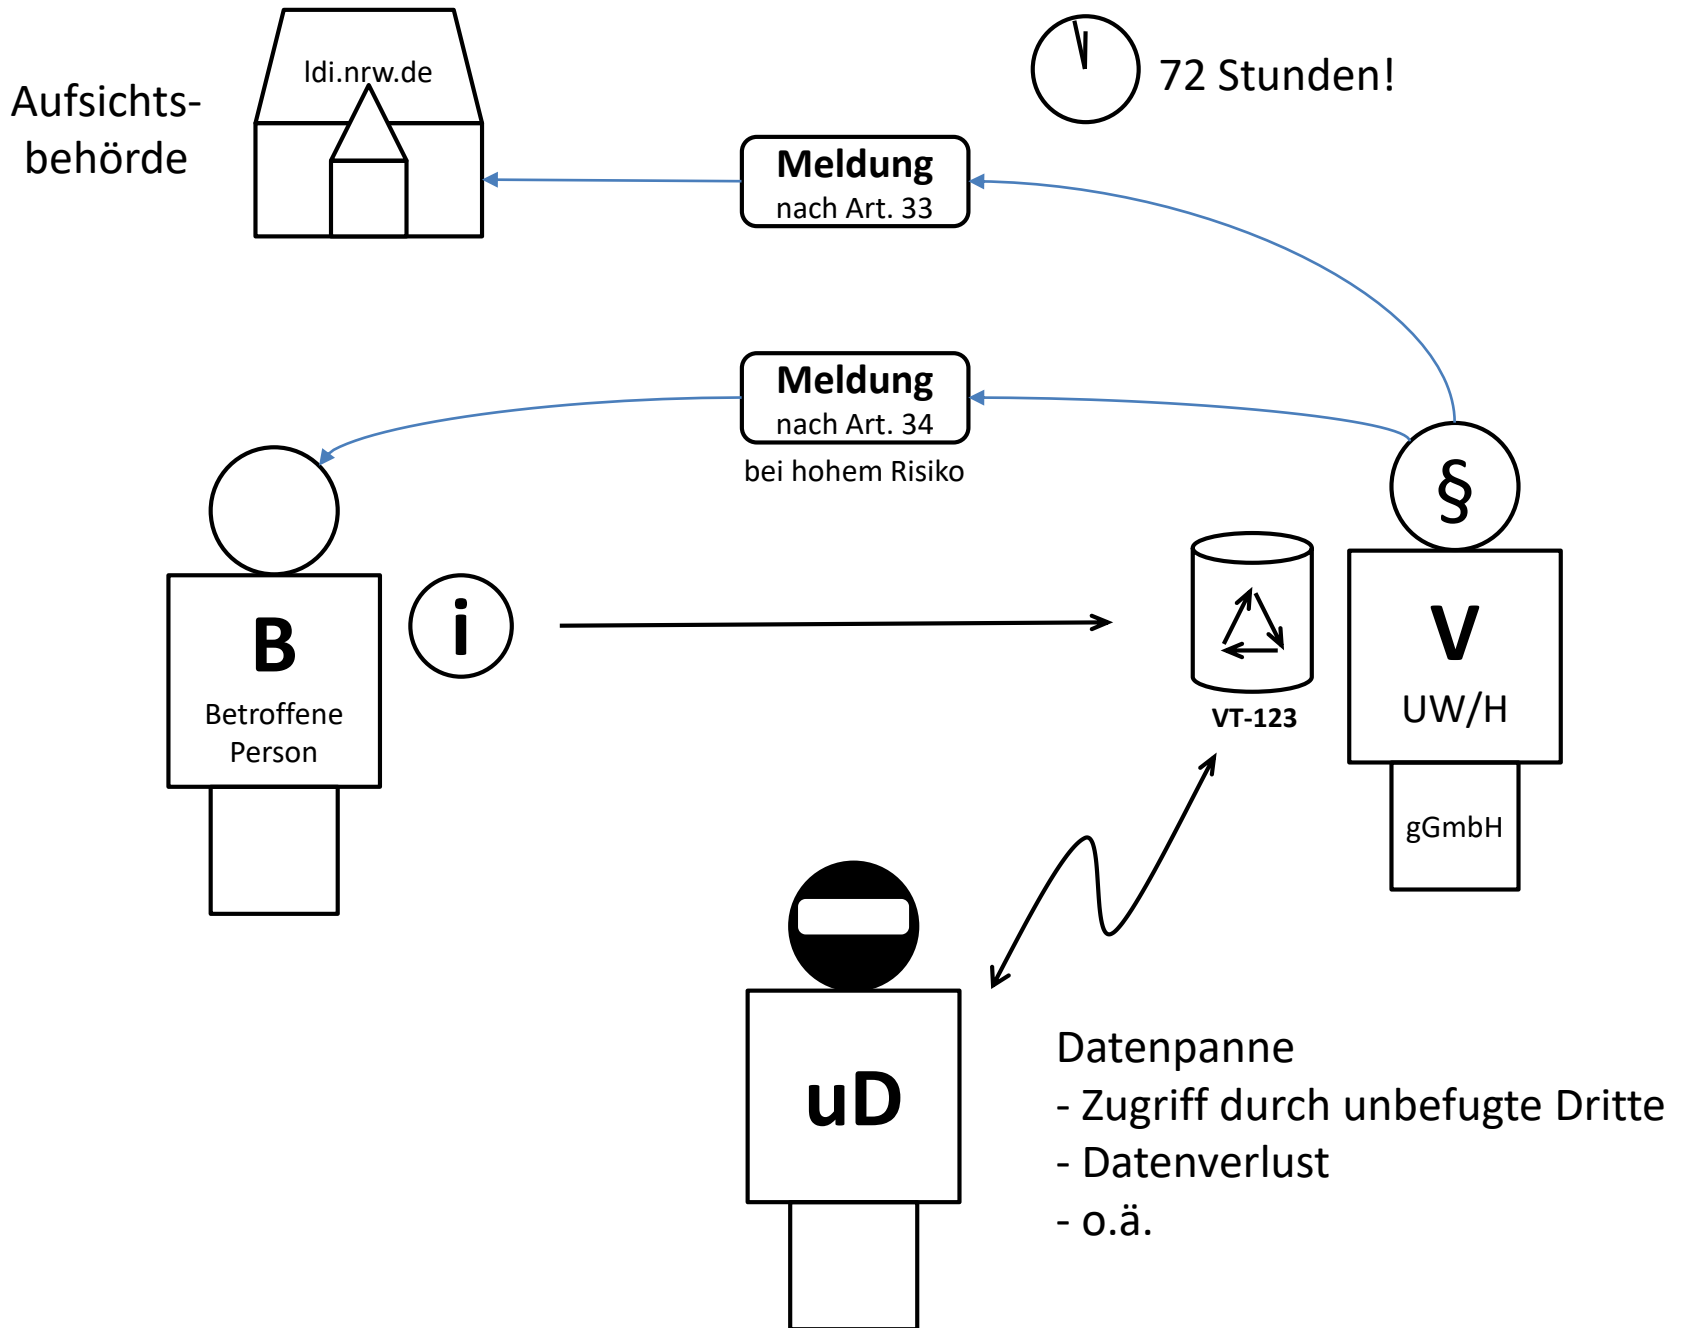 ldi.nrw.de
Aufsichts-
behörde
72 Stunden!
Meldung
nach Art. 33
Meldung
nach Art. 34
bei hohem Risiko
§
B
Betroffene
Person
i
VT-123
V
UW/H
gGmbH
uD
Datenpanne
- Zugriff durch unbefugte Dritte
- Datenverlust
- o.ä.